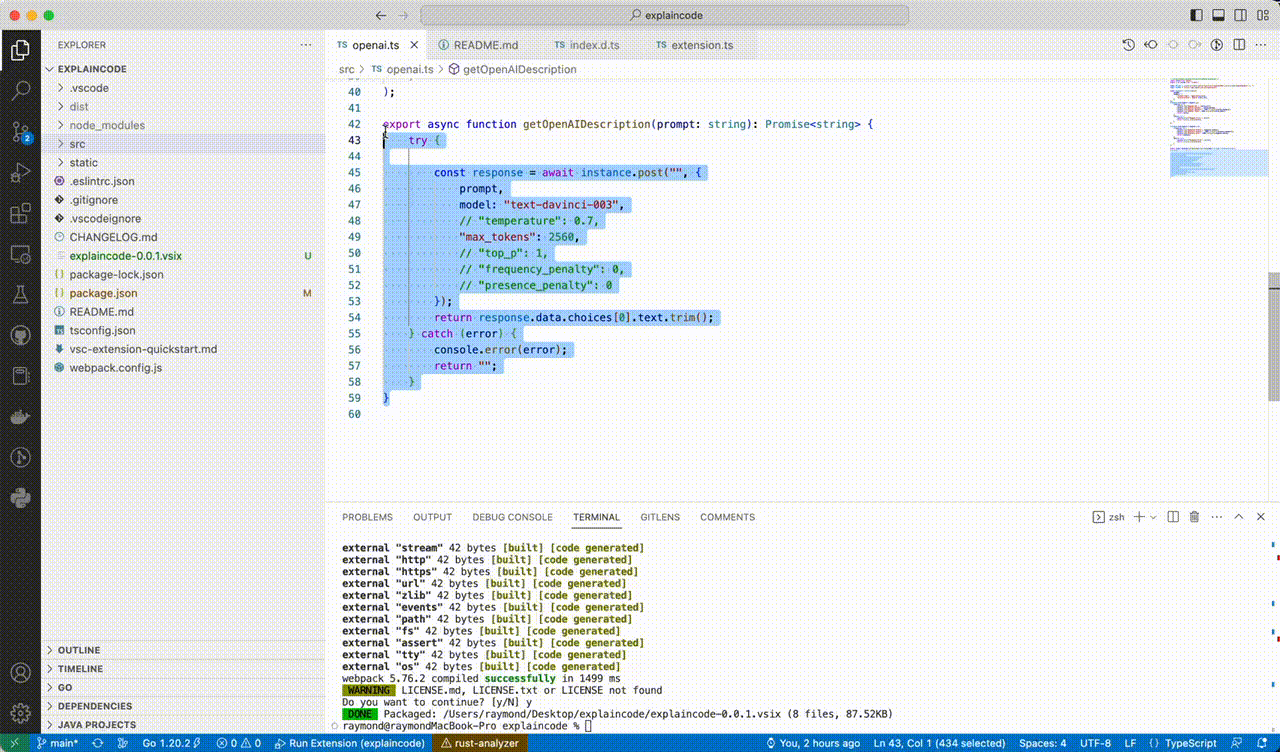 explaincode
EXPLORER
EXPLAINCODE
.vscode
dist
node_modules
src
static
.eslintrc.json
.gitignore
.vscodeignore
CHANGELOG.md
explaincode-0.0.1.vsix U
package-lock.json
package.json M
README.md
tsconfig.json
vsc-extension-quickstart.md
webpack.config.js
OUTLINE
TIMELINE
GO
DEPENDENCIES
JAVA PROJECTS
2
TS openai.ts README.md TS index.d.ts TS extension.ts
src > TS openai.ts > getOpenAIDescription
40 );
41
42 export async function getOpenAIDescription(prompt: string): Promise<string> {
43 try {
44
45 const response = await instance.post("", {
46 prompt,
47 model: "text-davinci-003",
48 // "temperature": 0.7,
49 "max_tokens": 2560,
50 // "top_p": 1,
51 // "frequency_penalty": 0,
52 // "presence_penalty": 0
53 });
54 return response.data.choices[0].text.trim();
55 } catch (error) {
56 console.error(error);
57 return "";
58 }
59 }
60
PROBLEMS OUTPUT DEBUG CONSOLE TERMINAL GITLENS COMMENTS zsh
external "stream" 42 bytes [built] [code generated]
external "http" 42 bytes [built] [code generated]
external "https" 42 bytes [built] [code generated]
external "url" 42 bytes [built] [code generated]
external "zlib" 42 bytes [built] [code generated]
external "events" 42 bytes [built] [code generated]
external "path" 42 bytes [built] [code generated]
external "fs" 42 bytes [built] [code generated]
external "assert" 42 bytes [built] [code generated]
external "tty" 42 bytes [built] [code generated]
external "os" 42 bytes [built] [code generated]
webpack 5.76.2 compiled successfully in 1499 ms
WARNING LICENSE.md, LICENSE.txt or LICENSE not found
Do you want to continue? [y/N] y
DONE Packaged: /Users/raymond/Desktop/explaincode/explaincode-0.0.1.vsix (8 files, 87.52KB)
raymond@raymondMacBook-Pro explaincode %
main* Go 1.20.2 0 0 Run Extension (explaincode) rust-analyzer You, 2 hours ago Ln 43, Col 1 (434 selected) Spaces: 4 UTF-8 LF {} TypeScript